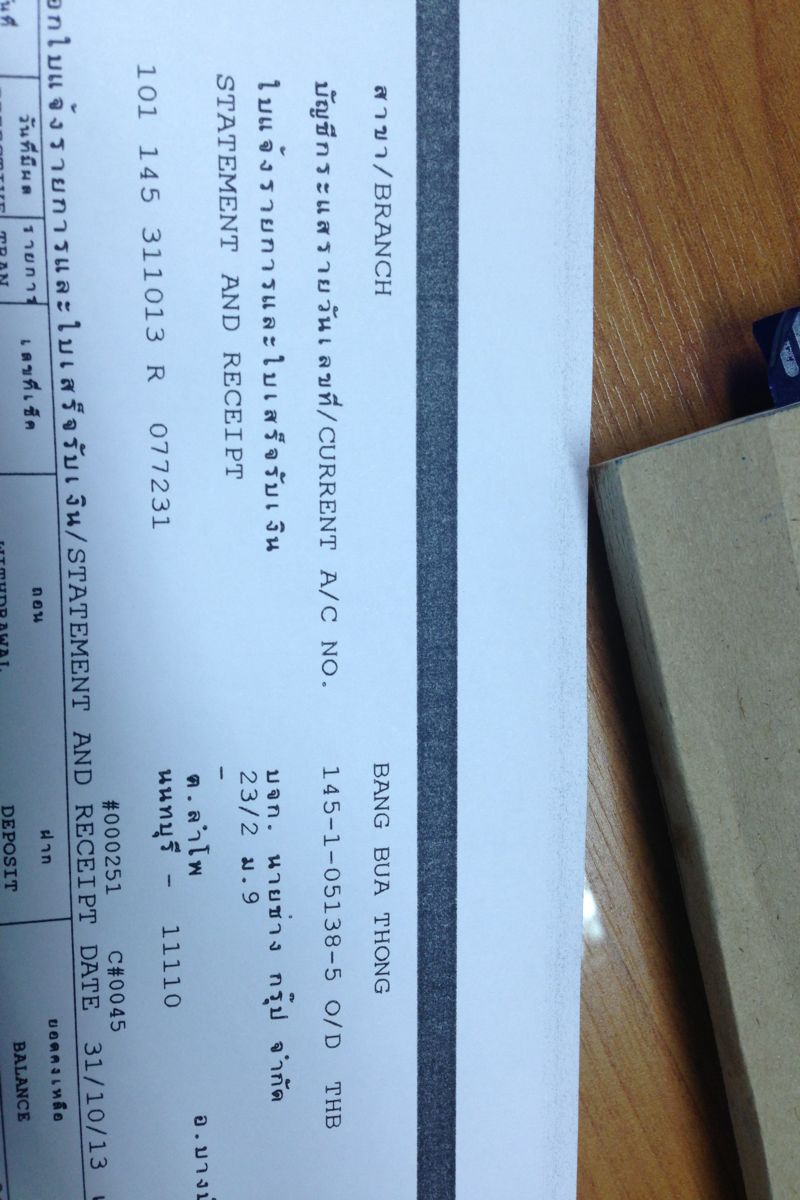 สาขา/BRANCH BANG BUA THONG
บัญชีกระแสรายวันเลขที่/CURRENT A/C NO. 145-1-05138-5 O/D THB
ใบแจ้งรายการและใบเสร็จรับเงิน บจก. นายช่าง กรุ๊ป จำกัด
STATEMENT AND RECEIPT 23/2 ม.9
-
ต.ลำโพ อ.บางบ
101 145 311013 R 077231 นนทบุรี - 11110
#000251 C#0045
อกใบแจ้งรายการและใบเสร็จรับเงิน/STATEMENT AND RECEIPT DATE 31/10/13
วันที่มีผล รายการ เลขที่เช็ค ถอน ฝาก ยอดคงเหลือ
EFFECTIVE TRAN WITHDRAWAL DEPOSIT BALANCE